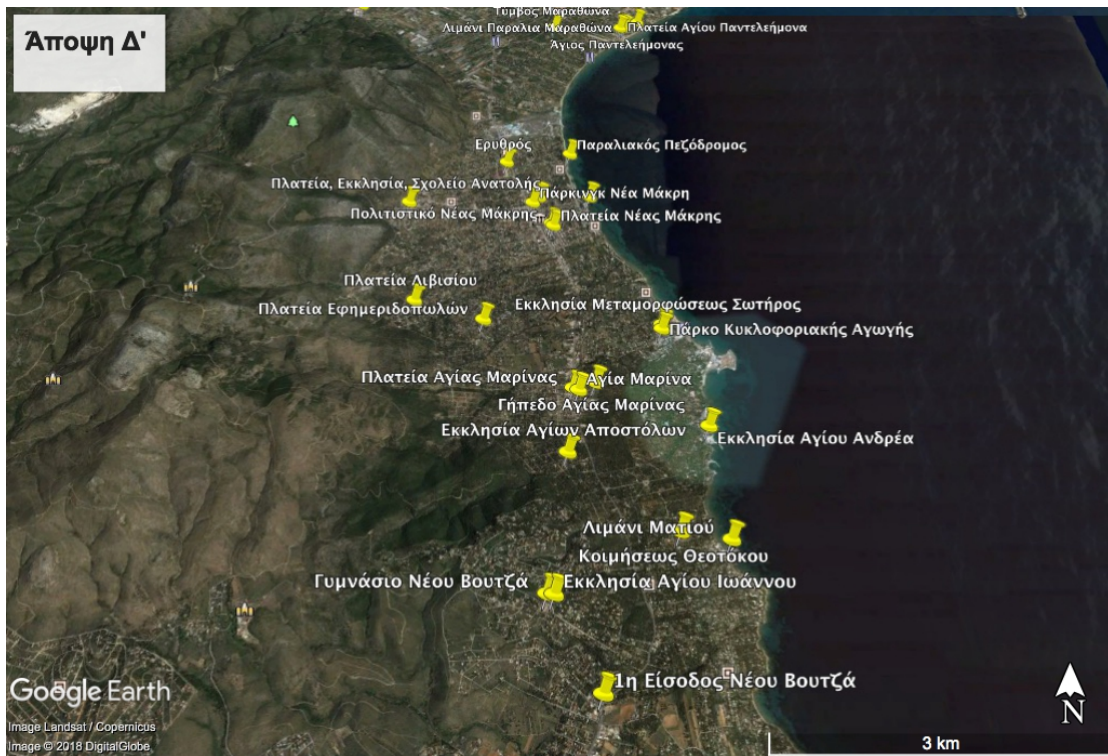 Άποψη Δ'
Τύμβος Μαραθώνα
Λιμάνι Παραλια Μαραθώνα
Πλατεία Αγίου Παντελεήμονα
Άγιος Παντελεήμονας
Ερυθρός
Παραλιακός Πεζόδρομος
Πλατεία, Εκκλησία, Σχολείο Ανατολής
Πάρκινγκ Νέα Μάκρη
Πολιτιστικό Νέας Μάκρης
Πλατεία Νέας Μάκρης
Πλατεία Λιβισίου
Πλατεία Εφημεριδοπωλών
Εκκλησία Μεταμορφώσεως Σωτήρος
Πάρκο Κυκλοφοριακής Αγωγής
Πλατεία Αγίας Μαρίνας
Αγία Μαρίνα
Γήπεδο Αγίας Μαρίνας
Εκκλησία Αγίων Αποστόλων
Εκκλησία Αγίου Ανδρέα
Λιμάνι Ματιού
Κοιμήσεως Θεοτόκου
Γυμνάσιο Νέου Βουτζά
Εκκλησία Αγίου Ιωάννου
1η Είσοδος Νέου Βουτζά
Google Earth
Image Landsat / Copernicus
Image © 2018 DigitalGlobe
N
3 km